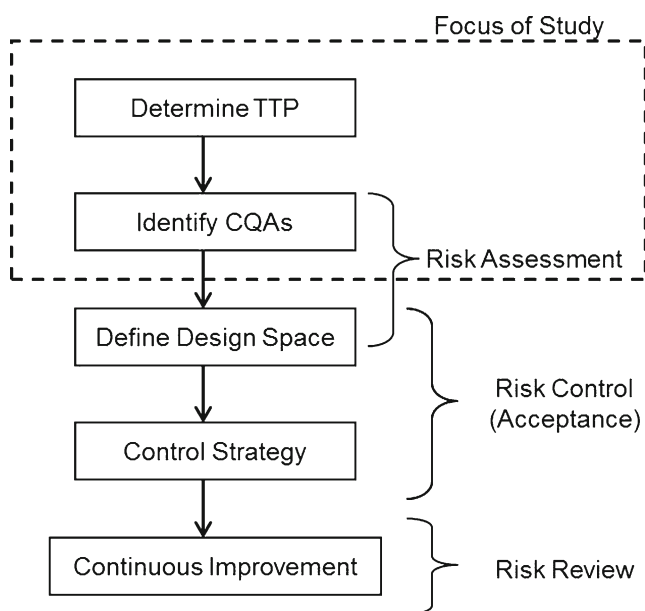 Focus of Study
Determine TTP
Identify CQAs
Risk Assessment
Define Design Space
Risk Control
(Acceptance)
Control Strategy
Continuous Improvement
Risk Review